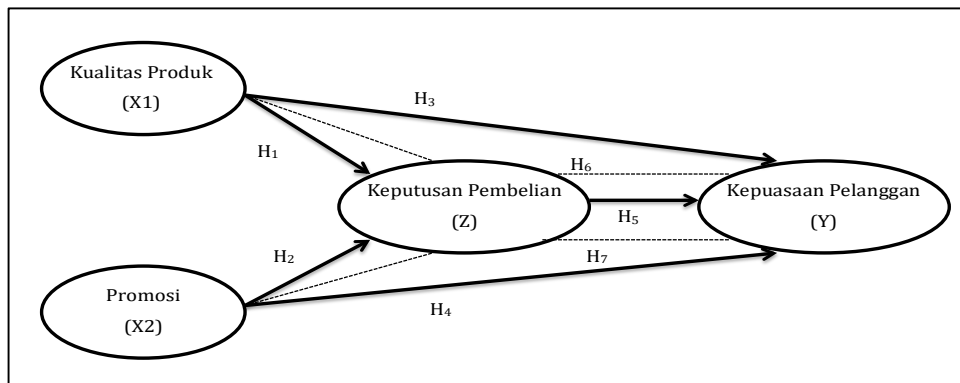 Kualitas Produk
(X1)
H₃
H₁
H₆
Keputusan Pembelian
(Z)
Kepuasaan Pelanggan
(Y)
H₅
H₂
H₇
Promosi
(X2)
H₄